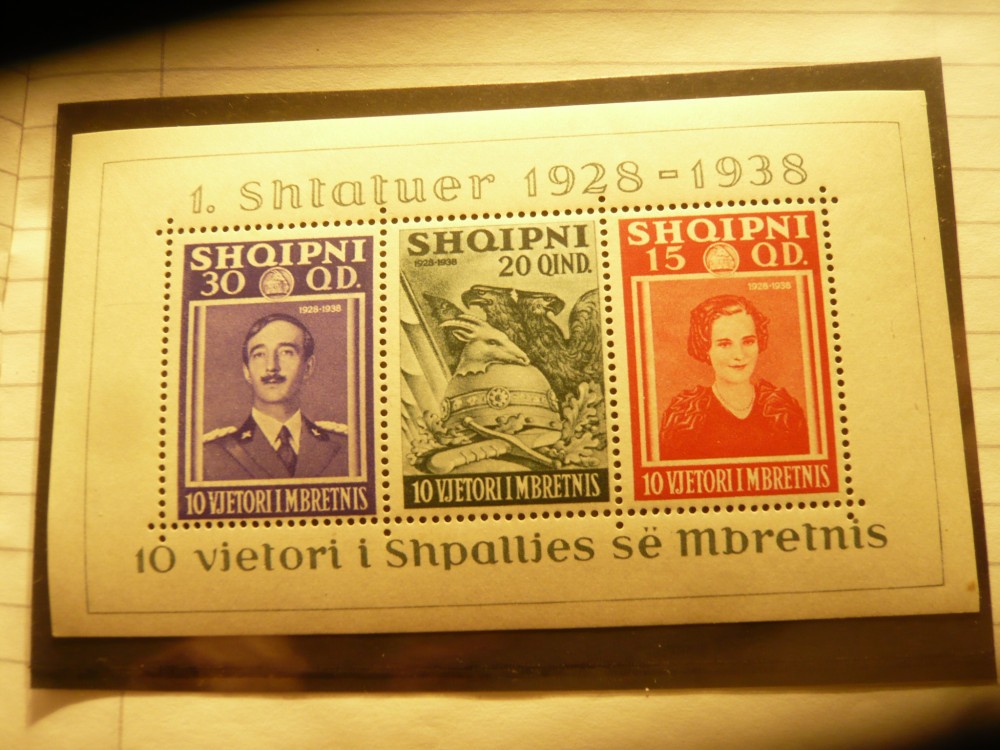 1. Shtatuer 1928-1938
SHQIPNI
30 QD.
1928-1938
10 VJETORI I MBRETNIS
SHQIPNI
1928-1938
20 QIND.
10 VJETORI I MBRETNIS
SHQIPNI
15 QD.
1928-1938
10 VJETORI I MBRETNIS
10 vjetori i Shpalljes së mbretnis